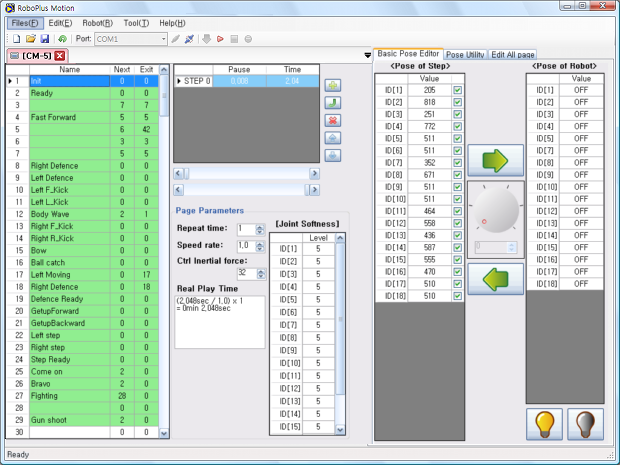 RoboPlus Motion
Files(F) Edit(E) Robot(R) Tool(T) Help(H)
Port: COM1
[CM-5]
Name Next Exit
1 Init 0 0
2 Ready 0 0
3 7 7
4 Fast Forward 5 5
5 6 42
6 3 3
7 5 5
8 Right Defence 0 0
9 Left Defence 0 0
10 Left F_Kick 0 0
11 Left L_Kick 0 0
12 Body Wave 2 1
13 Right F_Kick 0 0
14 Right R_Kick 0 0
15 Bow 0 0
16 Ball catch 0 0
17 Left Moving 0 17
18 Right Defence 0 18
19 Defence Ready 0 0
20 GetupForward 0 0
21 GetupBackward 0 0
22 Left step 0 0
23 Right step 0 0
24 Step Ready 0 0
25 Come on 2 0
26 Bravo 2 0
27 Fighting 28 0
28 0 0
29 Gun shoot 2 0
30 0 0
Pause Time
STEP 0 0,008 2,04
Page Parameters
Repeat time: 1
Speed rate: 1,0
Ctrl Inertial force:
32
Real Play Time
(2,048sec / 1,0) x 1
= 0min 2,048sec
[Joint Softness]
Level
ID[1] 5
ID[2] 5
ID[3] 5
ID[4] 5
ID[5] 5
ID[6] 5
ID[7] 5
ID[8] 5
ID[9] 5
ID[10] 5
ID[11] 5
ID[12] 5
ID[13] 5
ID[14] 5
ID[15] 5
Basic Pose Editor Pose Utility Edit All page
<Pose of Step>
Value
ID[1] 205
ID[2] 818
ID[3] 251
ID[4] 772
ID[5] 511
ID[6] 511
ID[7] 352
ID[8] 671
ID[9] 511
ID[10] 511
ID[11] 464
ID[12] 558
ID[13] 436
ID[14] 587
ID[15] 555
ID[16] 470
ID[17] 510
ID[18] 510
0
<Pose of Robot>
Value
ID[1] OFF
ID[2] OFF
ID[3] OFF
ID[4] OFF
ID[5] OFF
ID[6] OFF
ID[7] OFF
ID[8] OFF
ID[9] OFF
ID[10] OFF
ID[11] OFF
ID[12] OFF
ID[13] OFF
ID[14] OFF
ID[15] OFF
ID[16] OFF
ID[17] OFF
ID[18] OFF
Ready